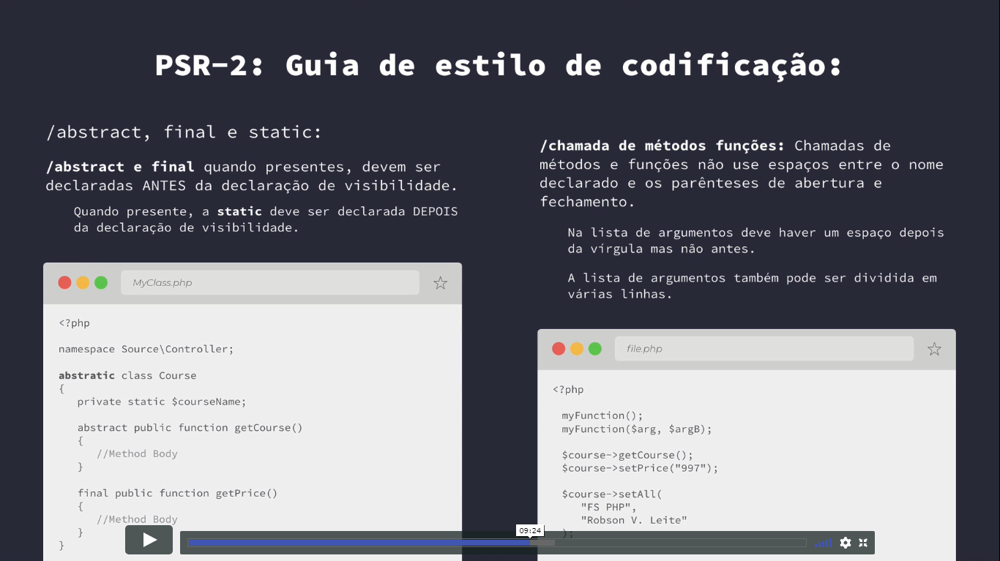 PSR-2: Guia de estilo de codificação:
/abstract, final e static:
/abstract e final quando presentes, devem ser
declaradas ANTES da declaração de visibilidade.
Quando presente, a static deve ser declarada DEPOIS
da declaração de visibilidade.
MyClass.php
<?php
namespace Source\Controller;
abstratic class Course
{
private static $courseName;
abstract public function getCourse()
{
//Method Body
}
final public function getPrice()
{
//Method Body
}
}
/chamada de métodos funções: Chamadas de
métodos e funções não use espaços entre o nome
declarado e os parênteses de abertura e
fechamento.
Na lista de argumentos deve haver um espaço depois
da vírgula mas não antes.
A lista de argumentos também pode ser dividida em
várias linhas.
file.php
<?php
myFunction();
myFunction($arg, $argB);
$course->getCourse();
$course->setPrice("997");
$course->setAll(
"FS PHP",
"Robson V. Leite"
);
09:24